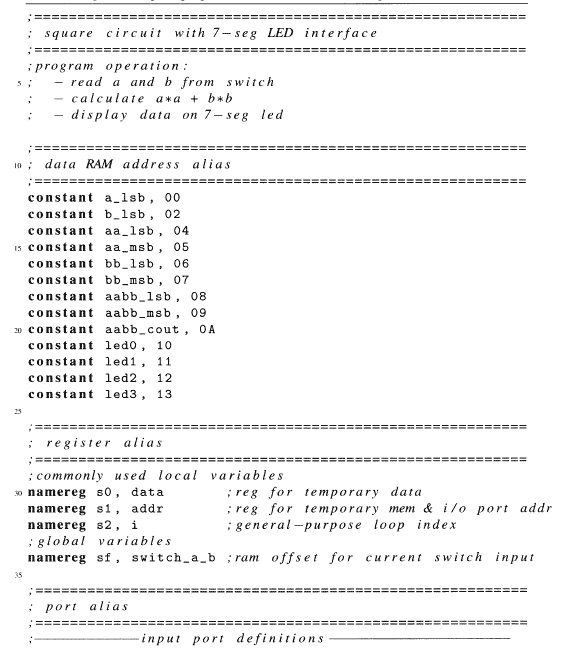 ;=========================================================
; square circuit with 7-seg LED interface
;=========================================================
;program operation:
5 ;   - read a and b from switch
;   - calculate a*a + b*b
;   - display data on 7-seg led
;=========================================================
10 ; data RAM address alias
;=========================================================
constant a_lsb, 00
constant b_lsb, 02
constant aa_lsb, 04
15 constant aa_msb, 05
constant bb_lsb, 06
constant bb_msb, 07
constant aabb_lsb, 08
constant aabb_msb, 09
20 constant aabb_cout, 0A
constant led0, 10
constant led1, 11
constant led2, 12
constant led3, 13
25
;=========================================================
; register alias
;=========================================================
;commonly used local variables
30 namereg s0, data       ;reg for temporary data
namereg s1, addr       ;reg for temporary mem & i/o port addr
namereg s2, i          ;general-purpose loop index
;global variables
namereg sf, switch_a_b ;ram offset for current switch input
35
;=========================================================
; port alias
;=========================================================
;————————input port definitions————————————